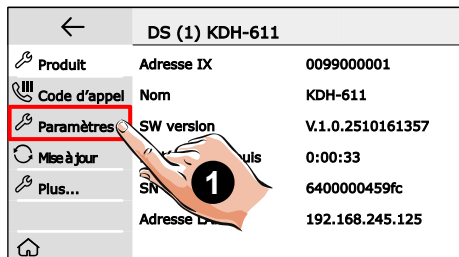 DS (1) KDH-611
Produit
Code d'appel
Paramètres
Mise à jour
Plus...
Adresse IX 0099000001
Nom KDH-611
SW version V.1.0.2510161357
uis 0:00:33
SN 6400000459fc
Adresse 192.168.245.125
1